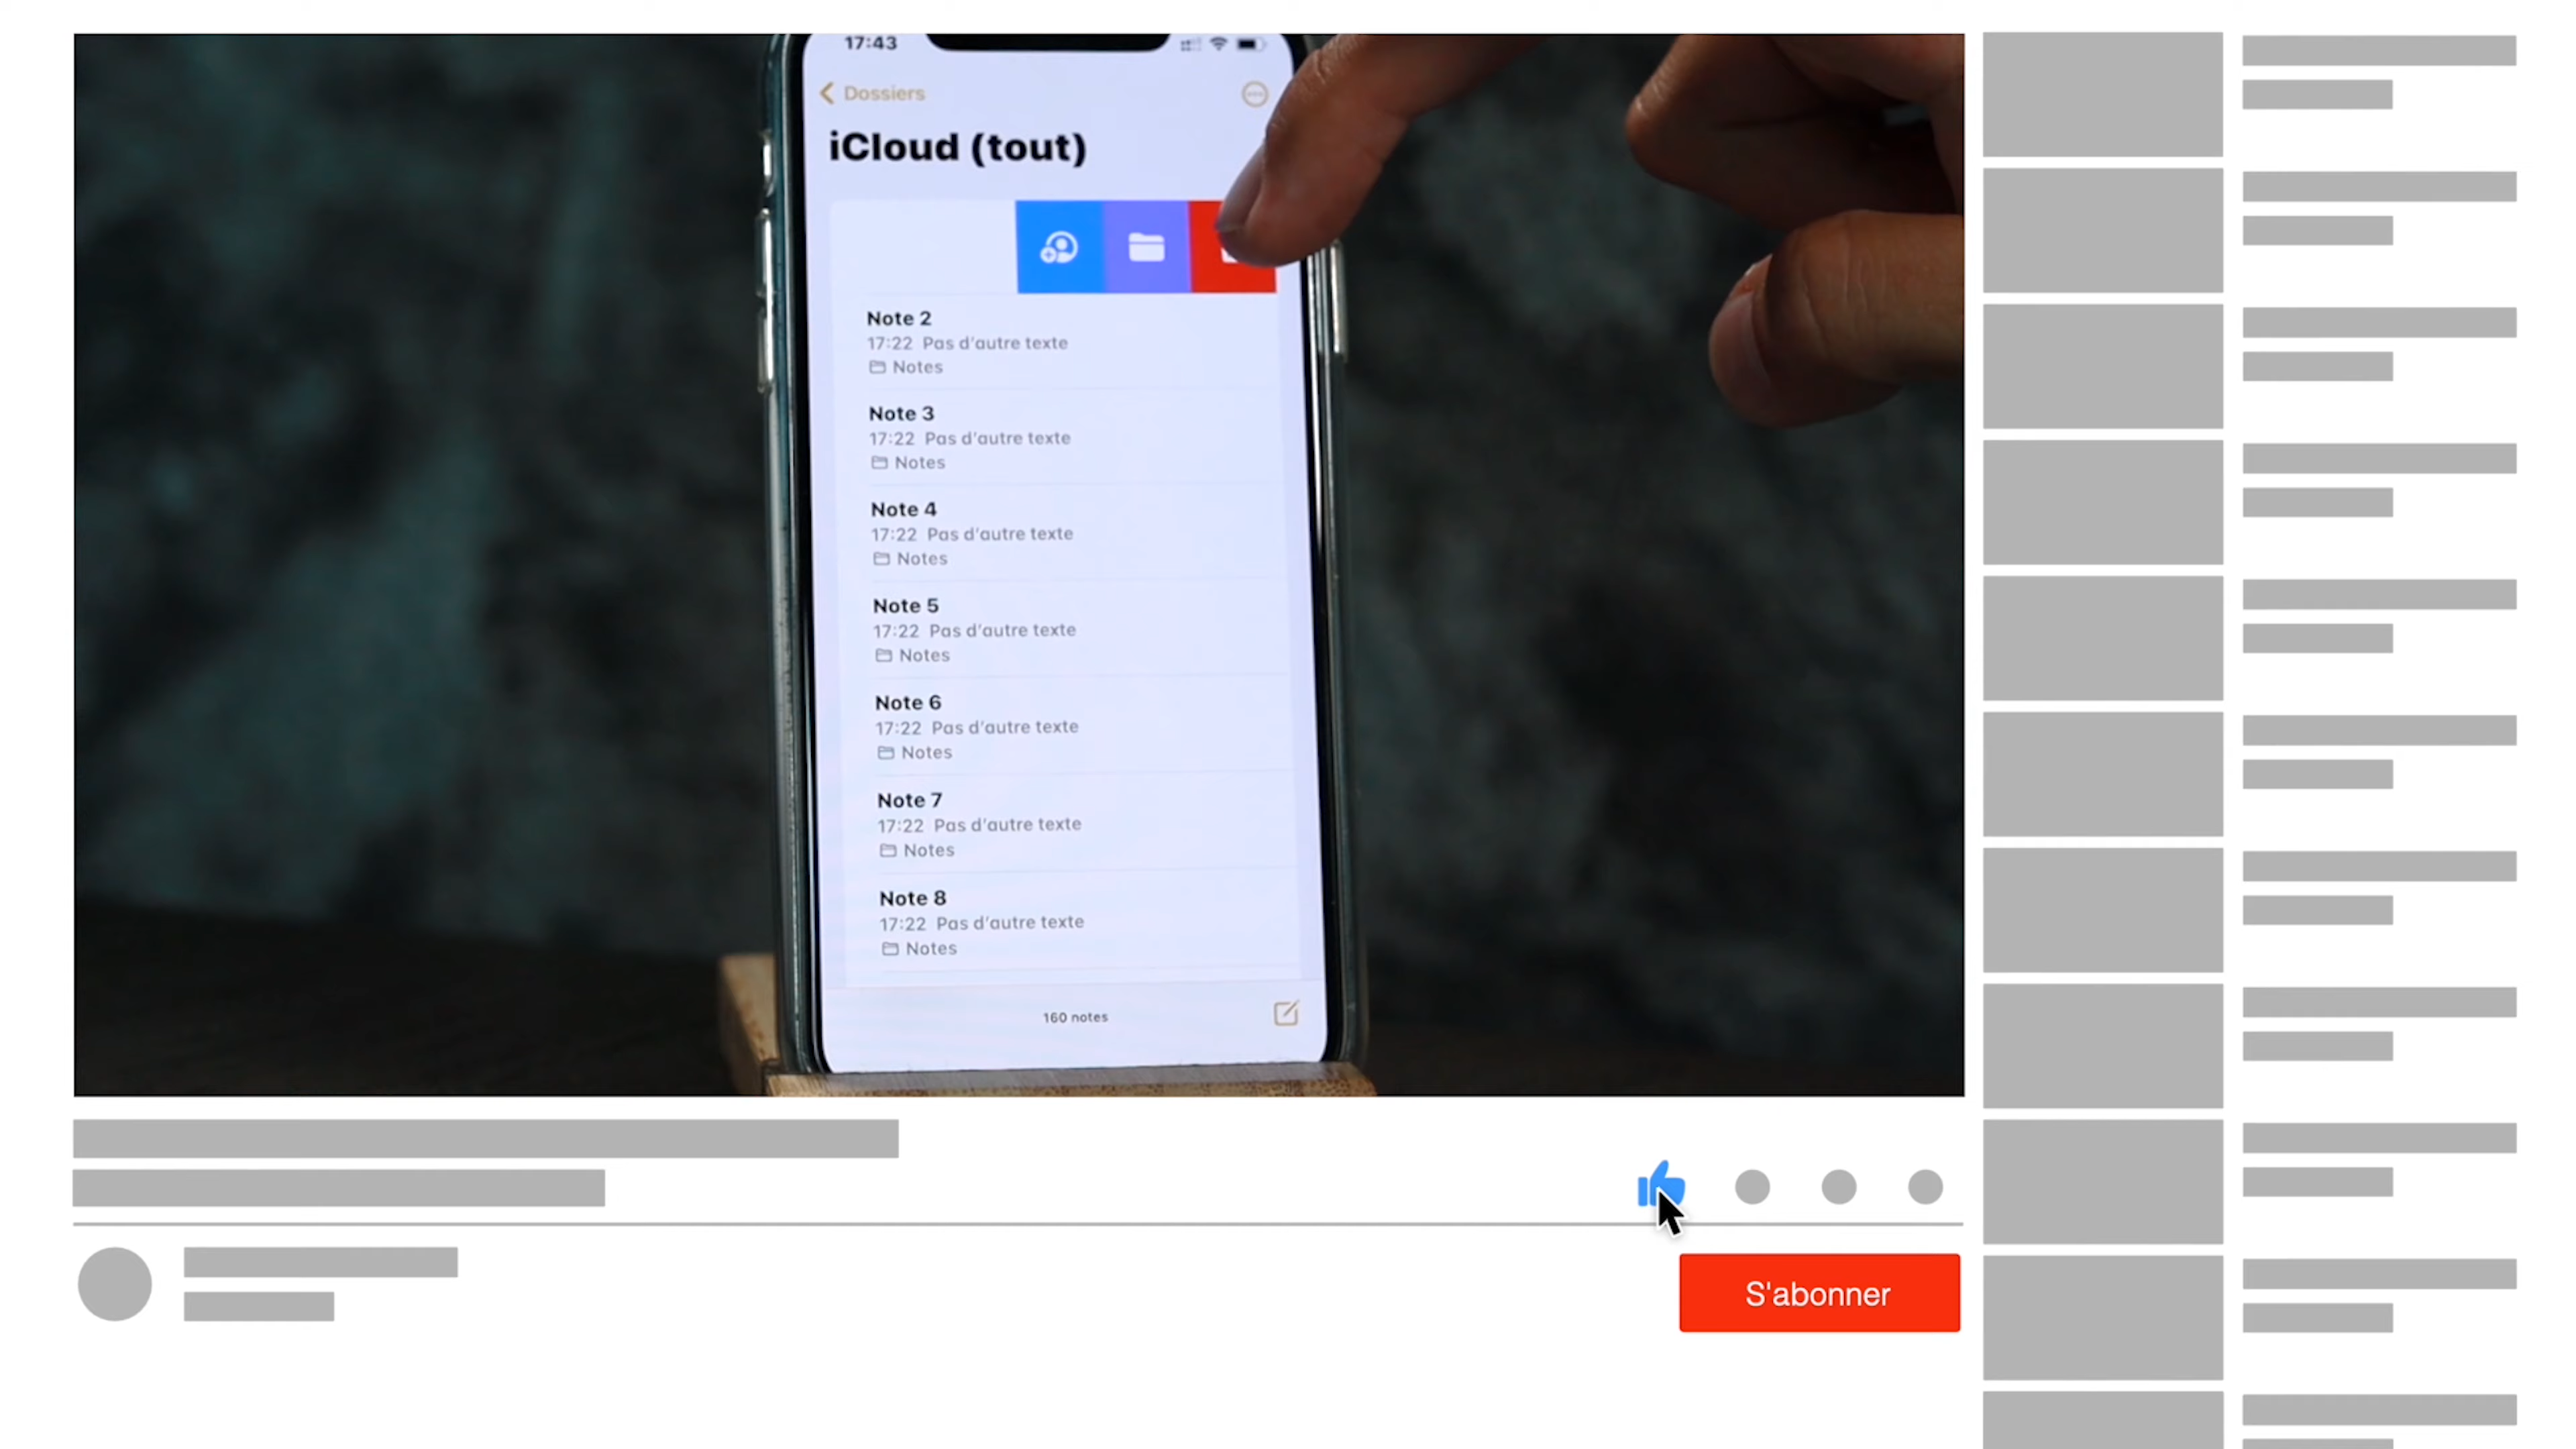 17:43
Dossiers
iCloud (tout)
Note 2
17:22 Pas d'autre texte
Notes
Note 3
17:22 Pas d'autre texte
Notes
Note 4
17:22 Pas d'autre texte
Notes
Note 5
17:22 Pas d'autre texte
Notes
Note 6
17:22 Pas d'autre texte
Notes
Note 7
17:22 Pas d'autre texte
Notes
Note 8
17:22 Pas d'autre texte
Notes
160 notes
S'abonner